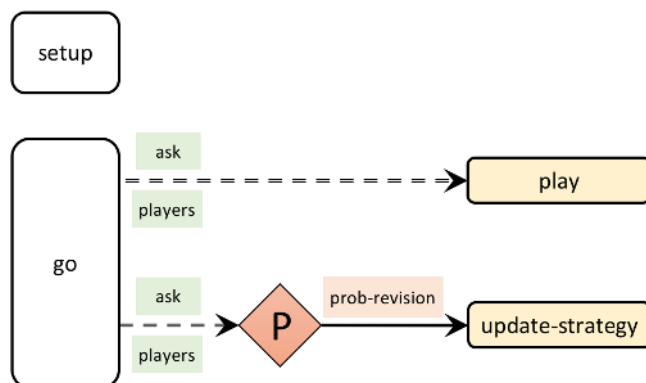 setup
go
ask
players
play
ask
players
P
prob-revision
update-strategy